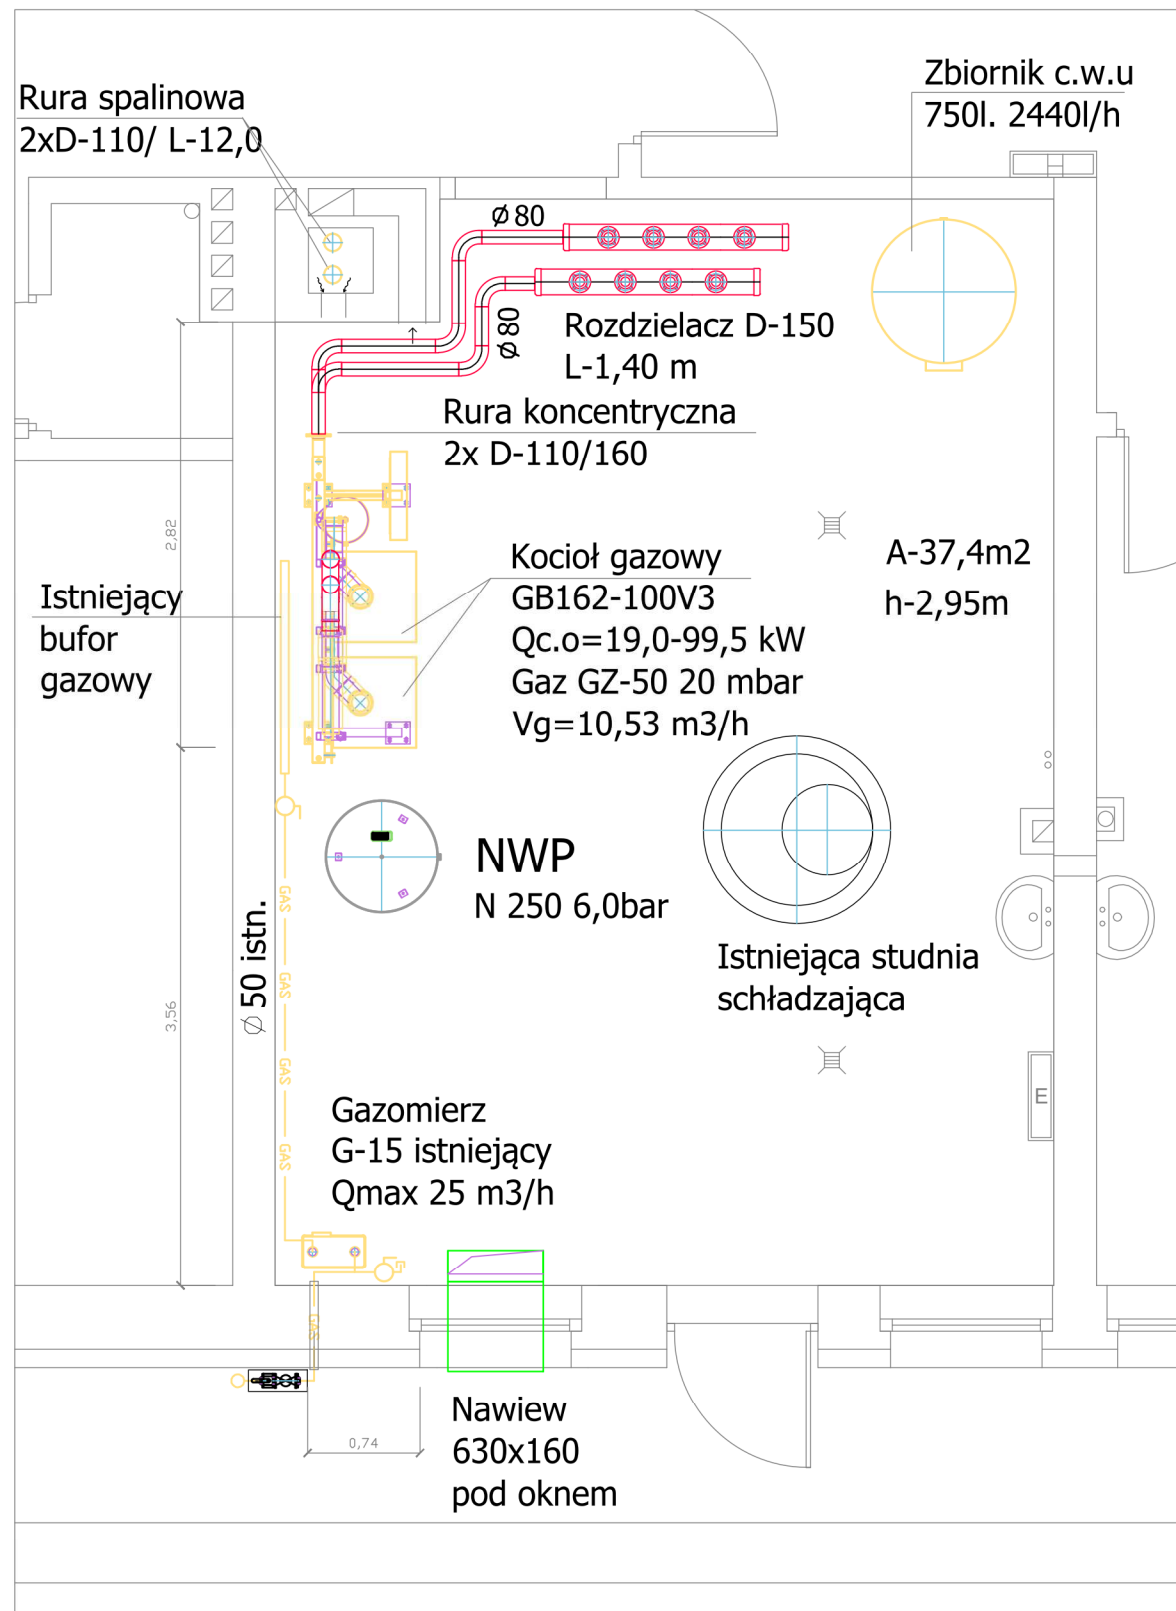 Zbiornik c.w.u
750l. 2440l/h
Rura spalinowa
2xD-110/ L-12,0
Ø 80
Ø 80
Rozdzielacz D-150
L-1,40 m
Rura koncentryczna
2x D-110/160
2,82
Kocioł gazowy
GB162-100V3
Qc.o=19,0-99,5 kW
Gaz GZ-50 20 mbar
Vg=10,53 m3/h
A-37,4m2
h-2,95m
Istniejący
bufor
gazowy
NWP
N 250 6,0bar
GAS
GAS
GAS
GAS
Ø 50 istn.
3,56
Istniejąca studnia
schładzająca
E
Gazomierz
G-15 istniejący
Qmax 25 m3/h
GAS
0,74
Nawiew
630x160
pod oknem